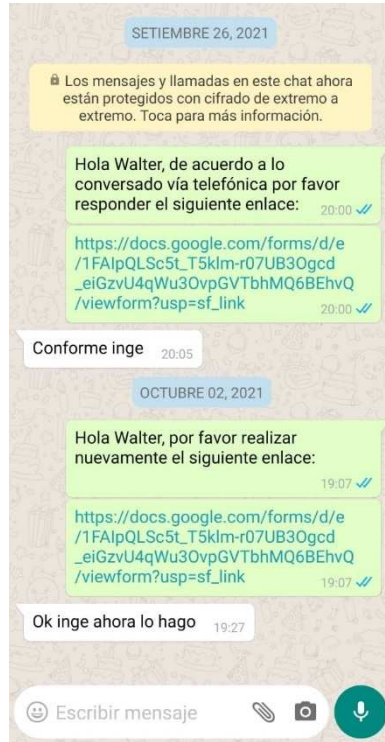 SETIEMBRE 26, 2021
Los mensajes y llamadas en este chat ahora
están protegidos con cifrado de extremo a
extremo. Toca para más información.
Hola Walter, de acuerdo a lo
conversado vía telefónica por favor
responder el siguiente enlace:
20:00
https://docs.google.com/forms/d/e
/1FAIpQLSc5t_T5klm-r07UB3Ogcd
_eiGzvU4qWu3OvpGVTbhMQ6BEhvQ
/viewform?usp=sf_link
20:00
Conforme inge 20:05
OCTUBRE 02, 2021
Hola Walter, por favor realizar
nuevamente el siguiente enlace:
19:07
https://docs.google.com/forms/d/e
/1FAIpQLSc5t_T5klm-r07UB3Ogcd
_eiGzvU4qWu3OvpGVTbhMQ6BEhvQ
/viewform?usp=sf_link
19:07
Ok inge ahora lo hago 19:27
Escribir mensaje